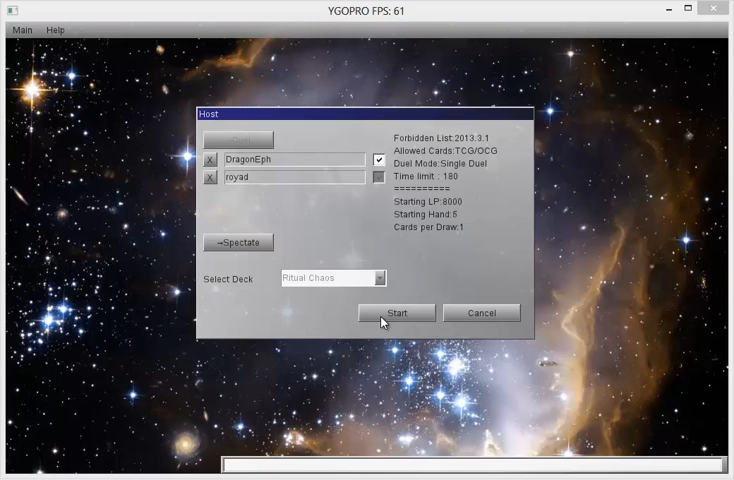 YGOPRO FPS: 61
Main Help
Host
X DragonEph
X royad
Forbidden List:2013.3.1
Allowed Cards:TCG/OCG
Duel Mode:Single Duel
Time limit : 180
==========
Starting LP:8000
Starting Hand:5
Cards per Draw:1
→Spectate
Select Deck Ritual Chaos
Start Cancel